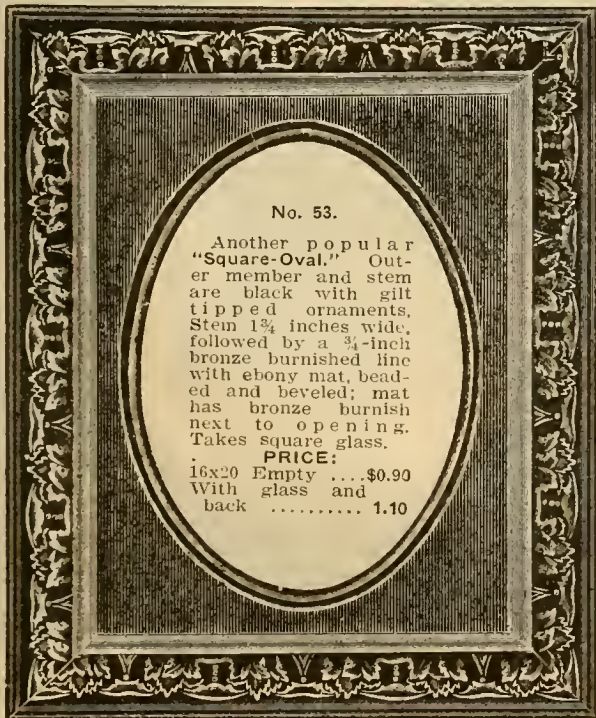 No. 53.
Another popular
"Square-Oval." Out-
er member and stem
are black with gilt
tipped ornaments.
Stem 1¾ inches wide,
followed by a ¾-inch
bronze burnished line
with ebony mat, bead-
ed and beveled; mat
has bronze burnish
next to opening.
Takes square glass.
PRICE:
16x20 Empty ....$0.90
With glass and
back .......... 1.10